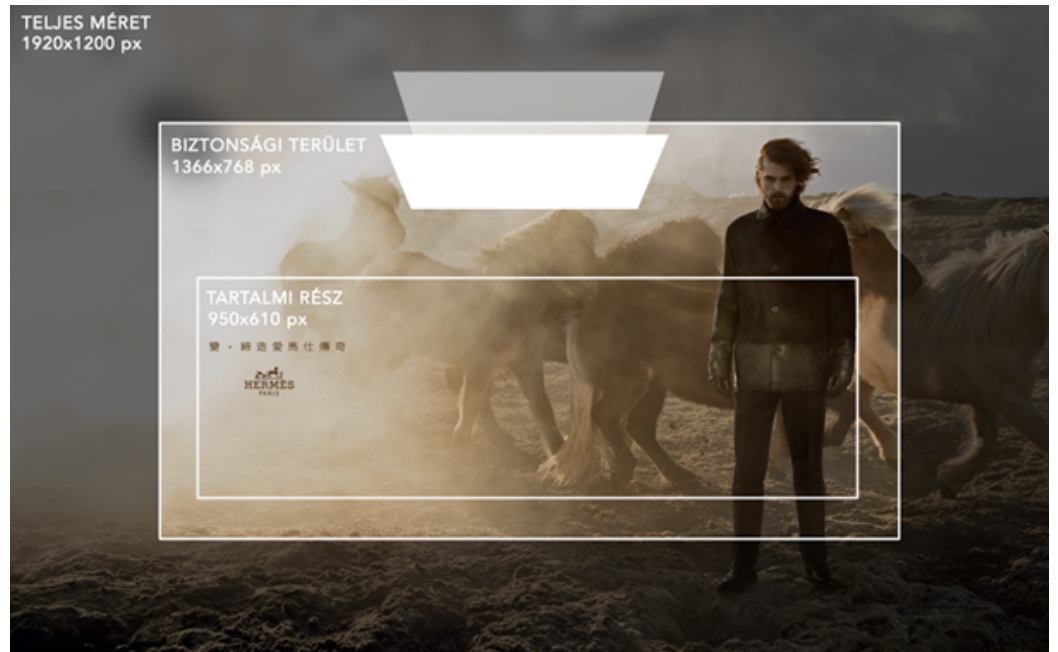 TELJES MÉRET
1920x1200 px
BIZTONSÁGI TERÜLET
1366x768 px
TARTALMI RÉSZ
950x610 px
變・締造愛馬仕傳奇
HERMÈS
PARIS